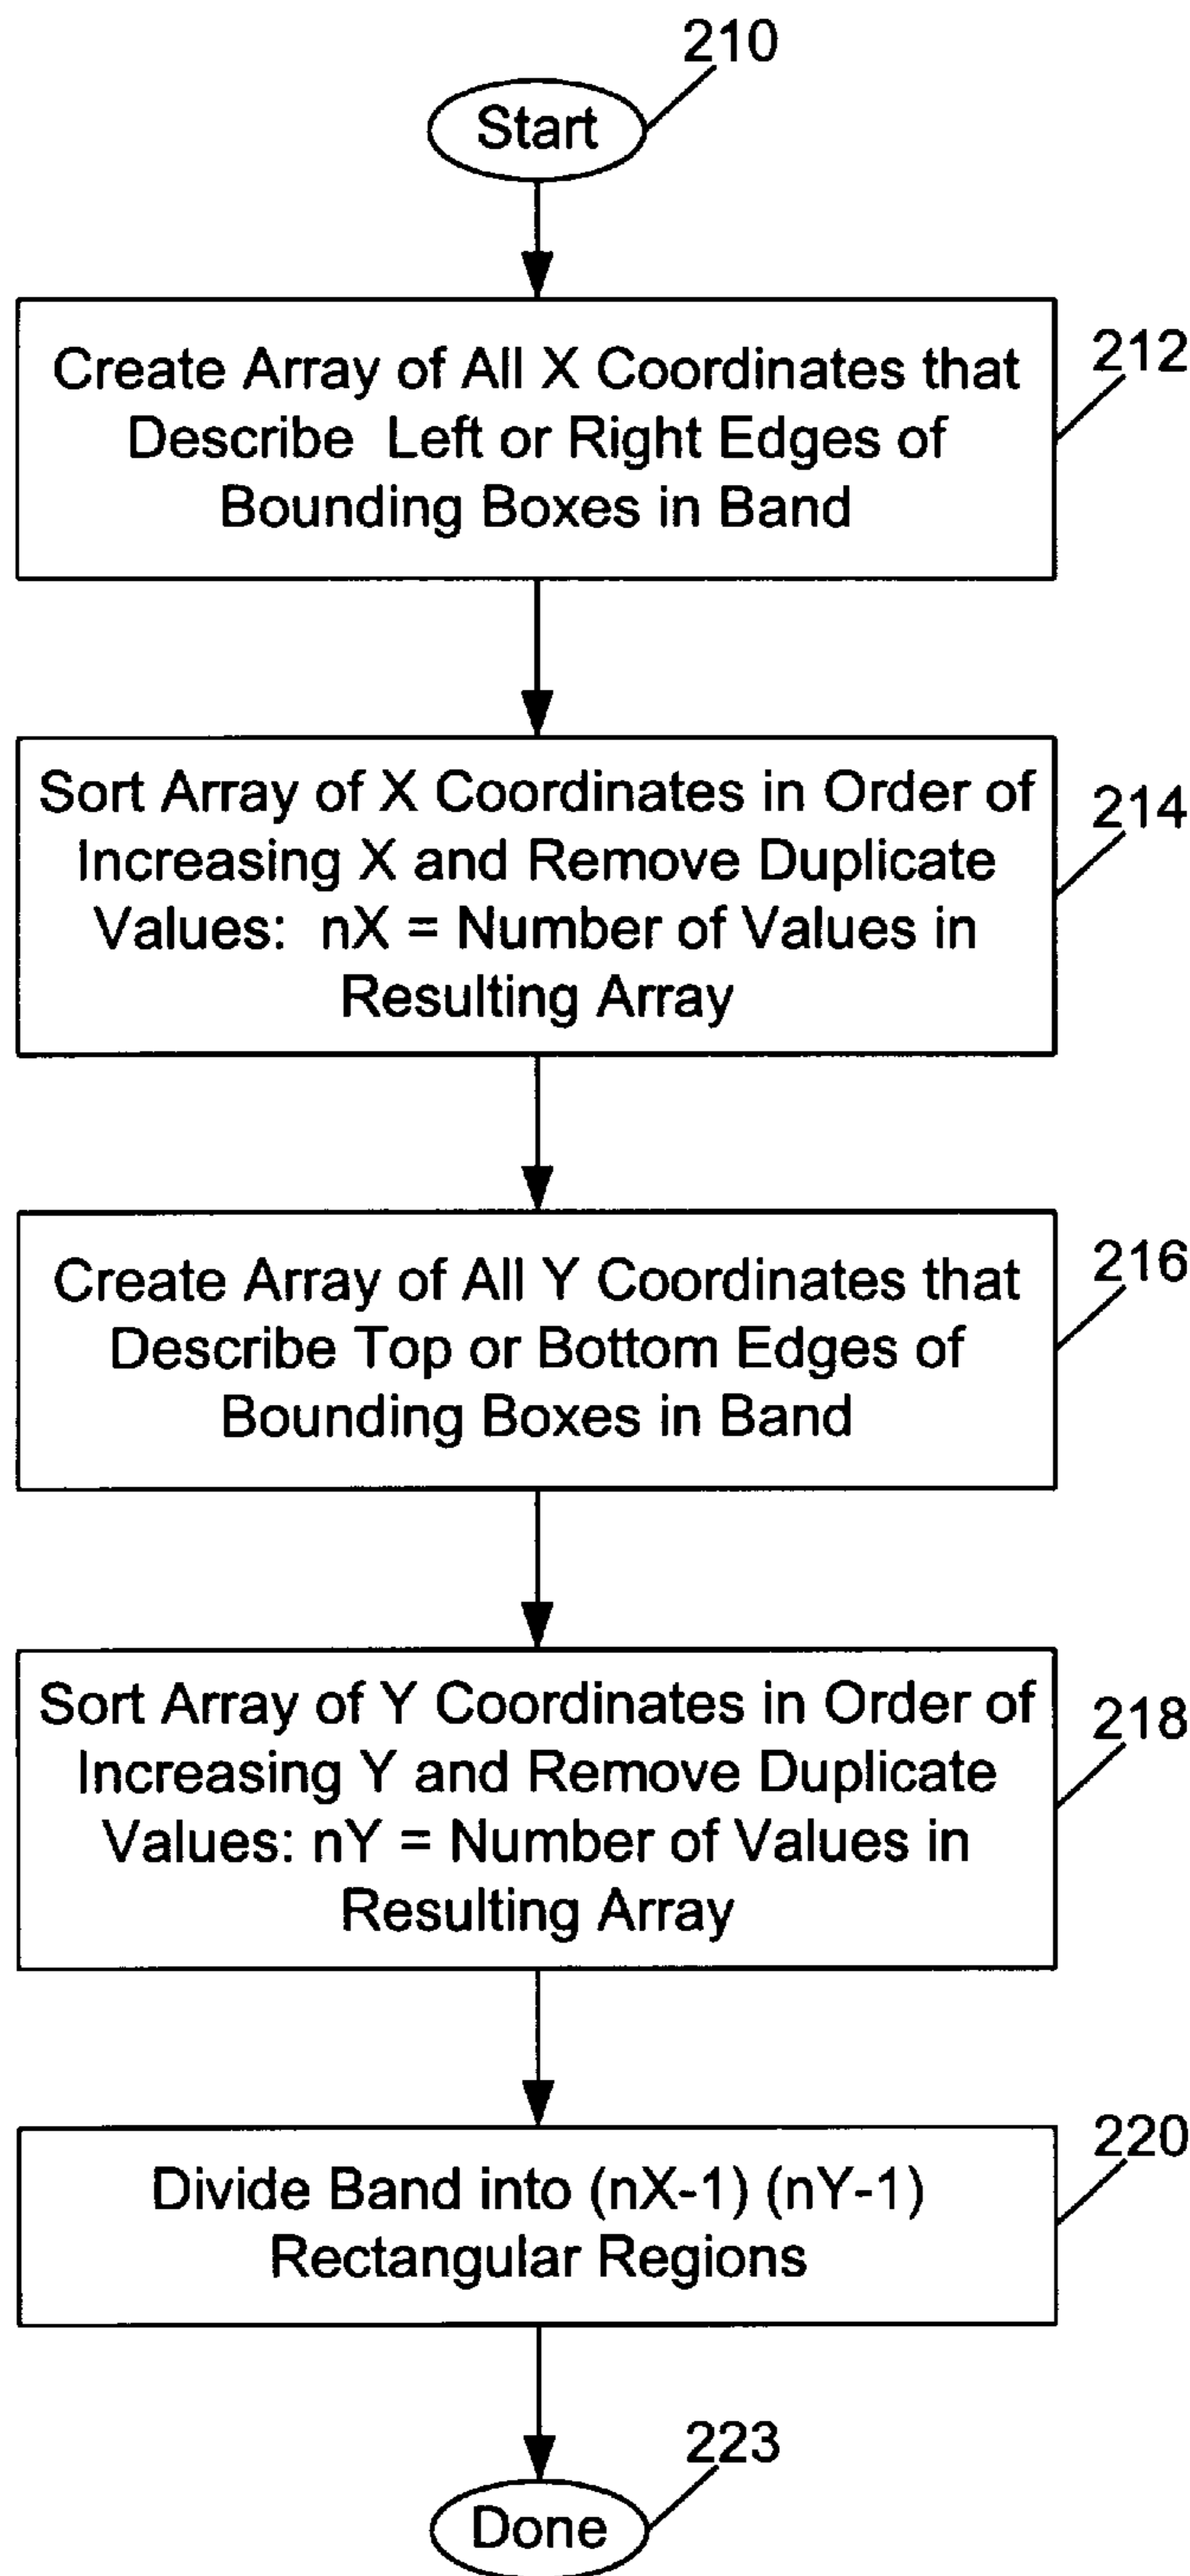 210
Start
212
Create Array of All X Coordinates that
Describe Left or Right Edges of
Bounding Boxes in Band
214
Sort Array of X Coordinates in Order of
Increasing X and Remove Duplicate
Values: nX = Number of Values in
Resulting Array
216
Create Array of All Y Coordinates that
Describe Top or Bottom Edges of
Bounding Boxes in Band
218
Sort Array of Y Coordinates in Order of
Increasing Y and Remove Duplicate
Values: nY = Number of Values in
Resulting Array
220
Divide Band into (nX-1) (nY-1)
Rectangular Regions
223
Done